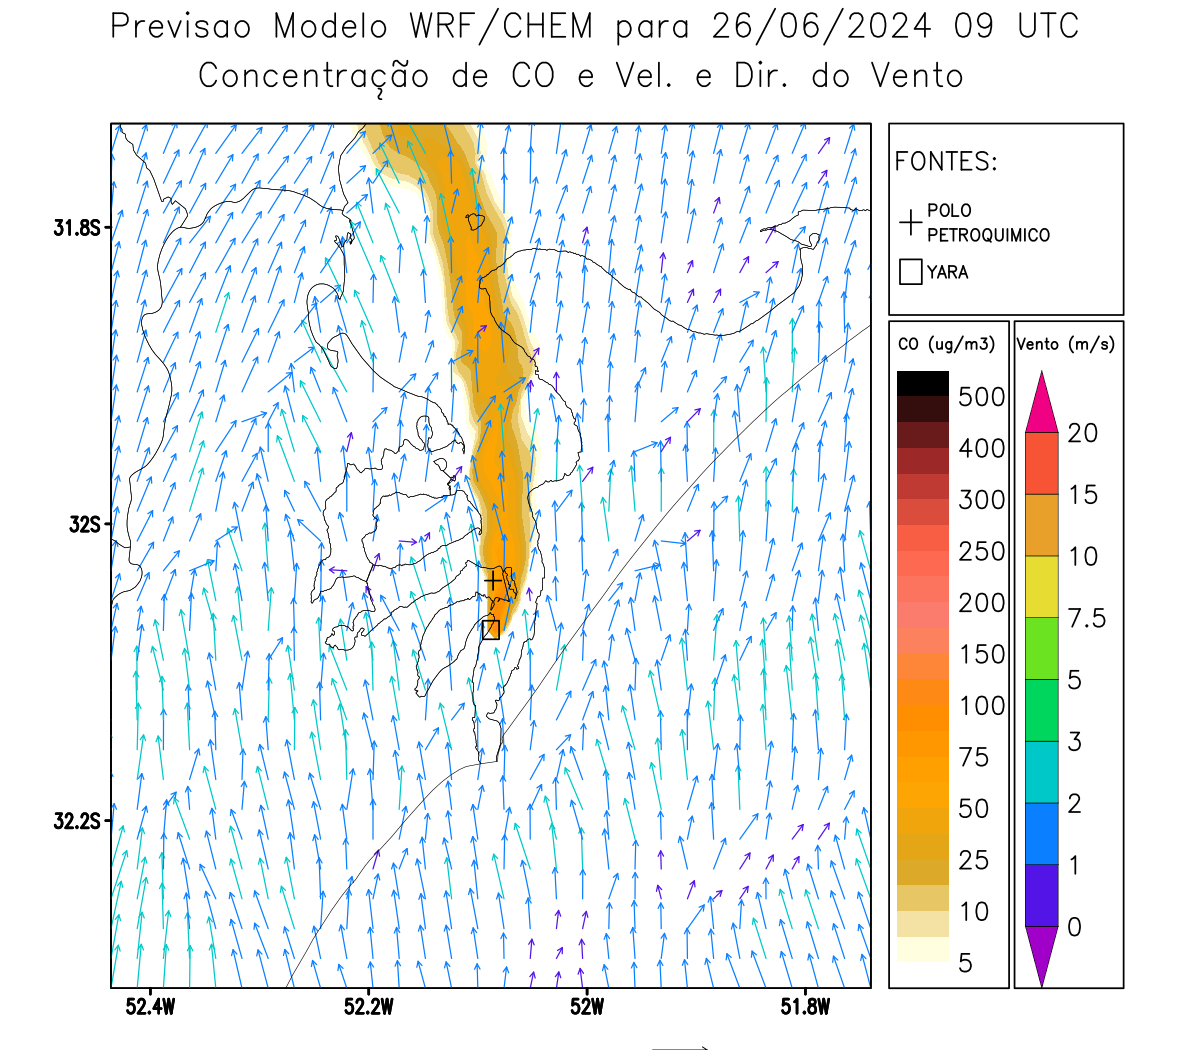 Previsao Modelo WRF/CHEM para 26/06/2024 09 UTC
Concentração de CO e Vel. e Dir. do Vento
FONTES:
POLO
PETROQUIMICO
YARA
CO (ug/m3)
500
400
300
250
200
150
100
75
50
25
10
5
Vento (m/s)
20
15
10
7.5
5
3
2
1
0
31.8S
32S
32.2S
52.4W
52.2W
52W
51.8W